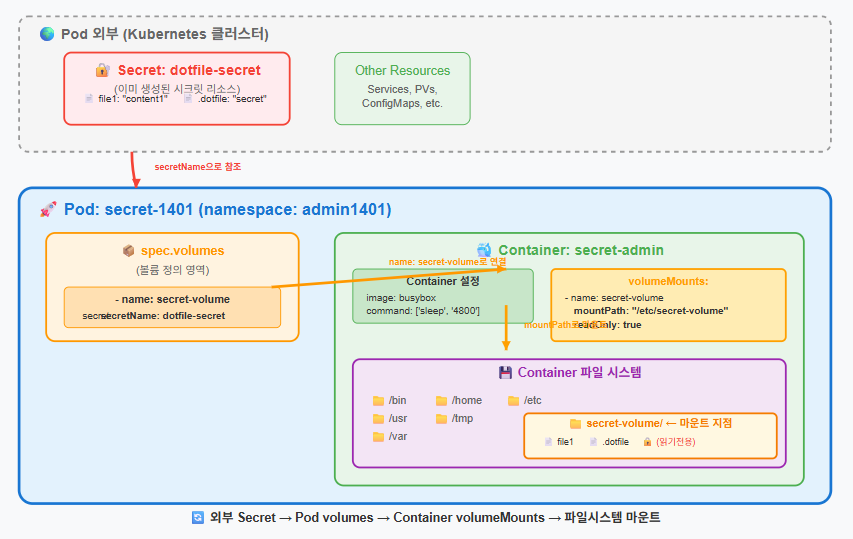 Pod 외부 (Kubernetes 클러스터)
Secret: dotfile-secret
(이미 생성된 시크릿 리소스)
file1: "content1" .dotfile: "secret"
Other Resources
Services, PVs,
ConfigMaps, etc.
secretName으로 참조
Pod: secret-1401 (namespace: admin1401)
spec.volumes
(볼륨 정의 영역)
- name: secret-volume
secretName: dotfile-secret
Container: secret-admin
name: secret-volume로 연결
Container 설정
image: busybox
command: ['sleep', '4800']
volumeMounts:
- name: secret-volume
mountPath: "/etc/secret-volume"
readOnly: true
mountPath로
Container 파일 시스템
/bin /home /etc
/usr /tmp
/var
secret-volume/ ← 마운트 지점
file1 .dotfile (읽기전용)
외부 Secret → Pod volumes → Container volumeMounts → 파일시스템 마운트